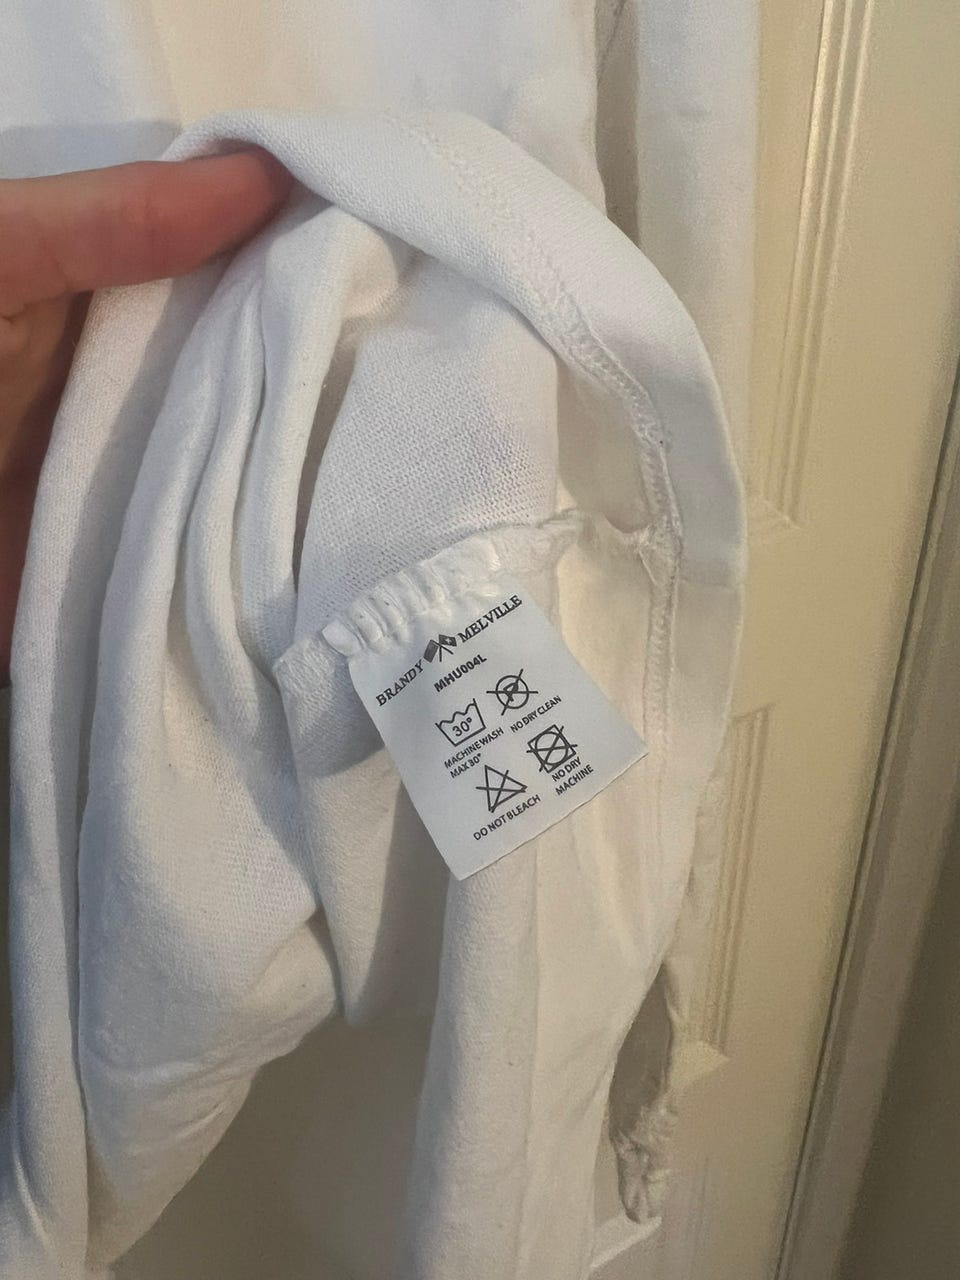 BRANDY MELVILLE
MHU004L
30°
P
MACHINE WASH
MAX 30°
NO DRY CLEAN
DO NOT BLEACH
NO DRY
MACHINE